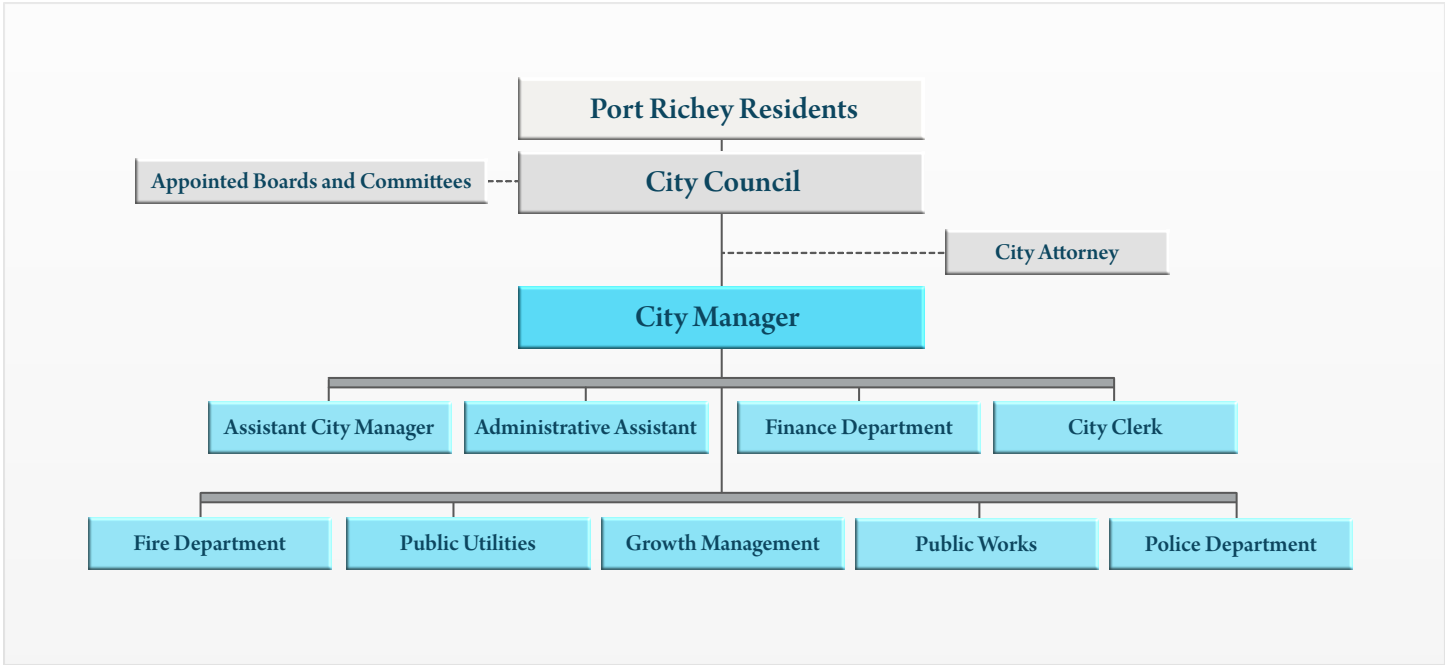 Port Richey Residents
Appointed Boards and Committees
City Council
City Attorney
City Manager
Assistant City Manager
Administrative Assistant
Finance Department
City Clerk
Fire Department
Public Utilities
Growth Management
Public Works
Police Department